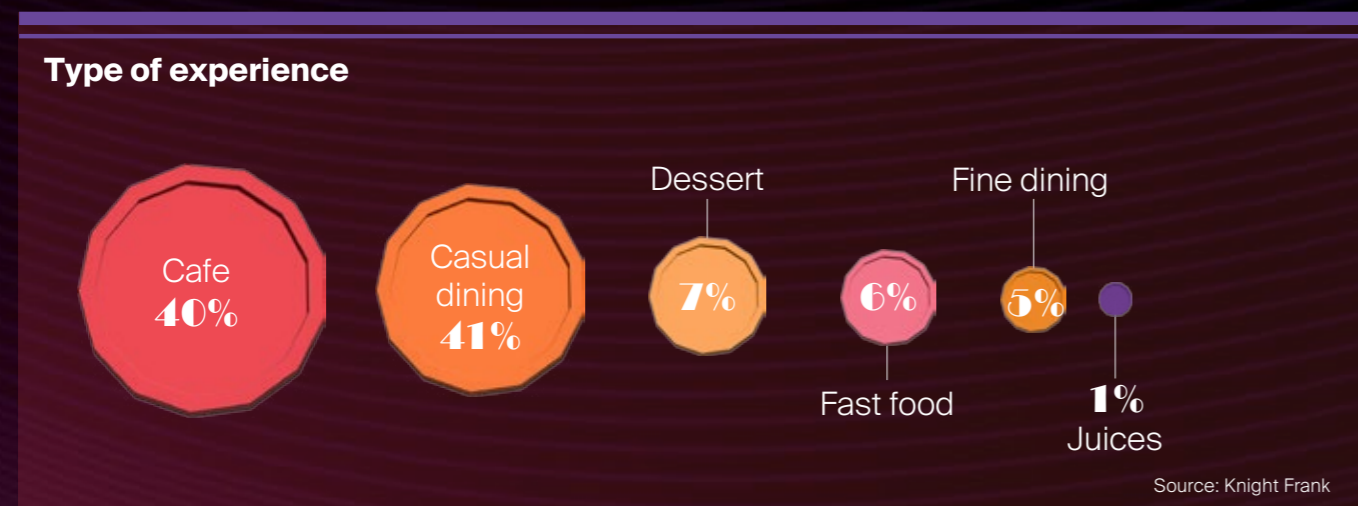 Type of experience
Cafe
40%
Casual
dining
41%
Dessert
7%
6%
Fast food
Fine dining
5%
1%
Juices
Source: Knight Frank